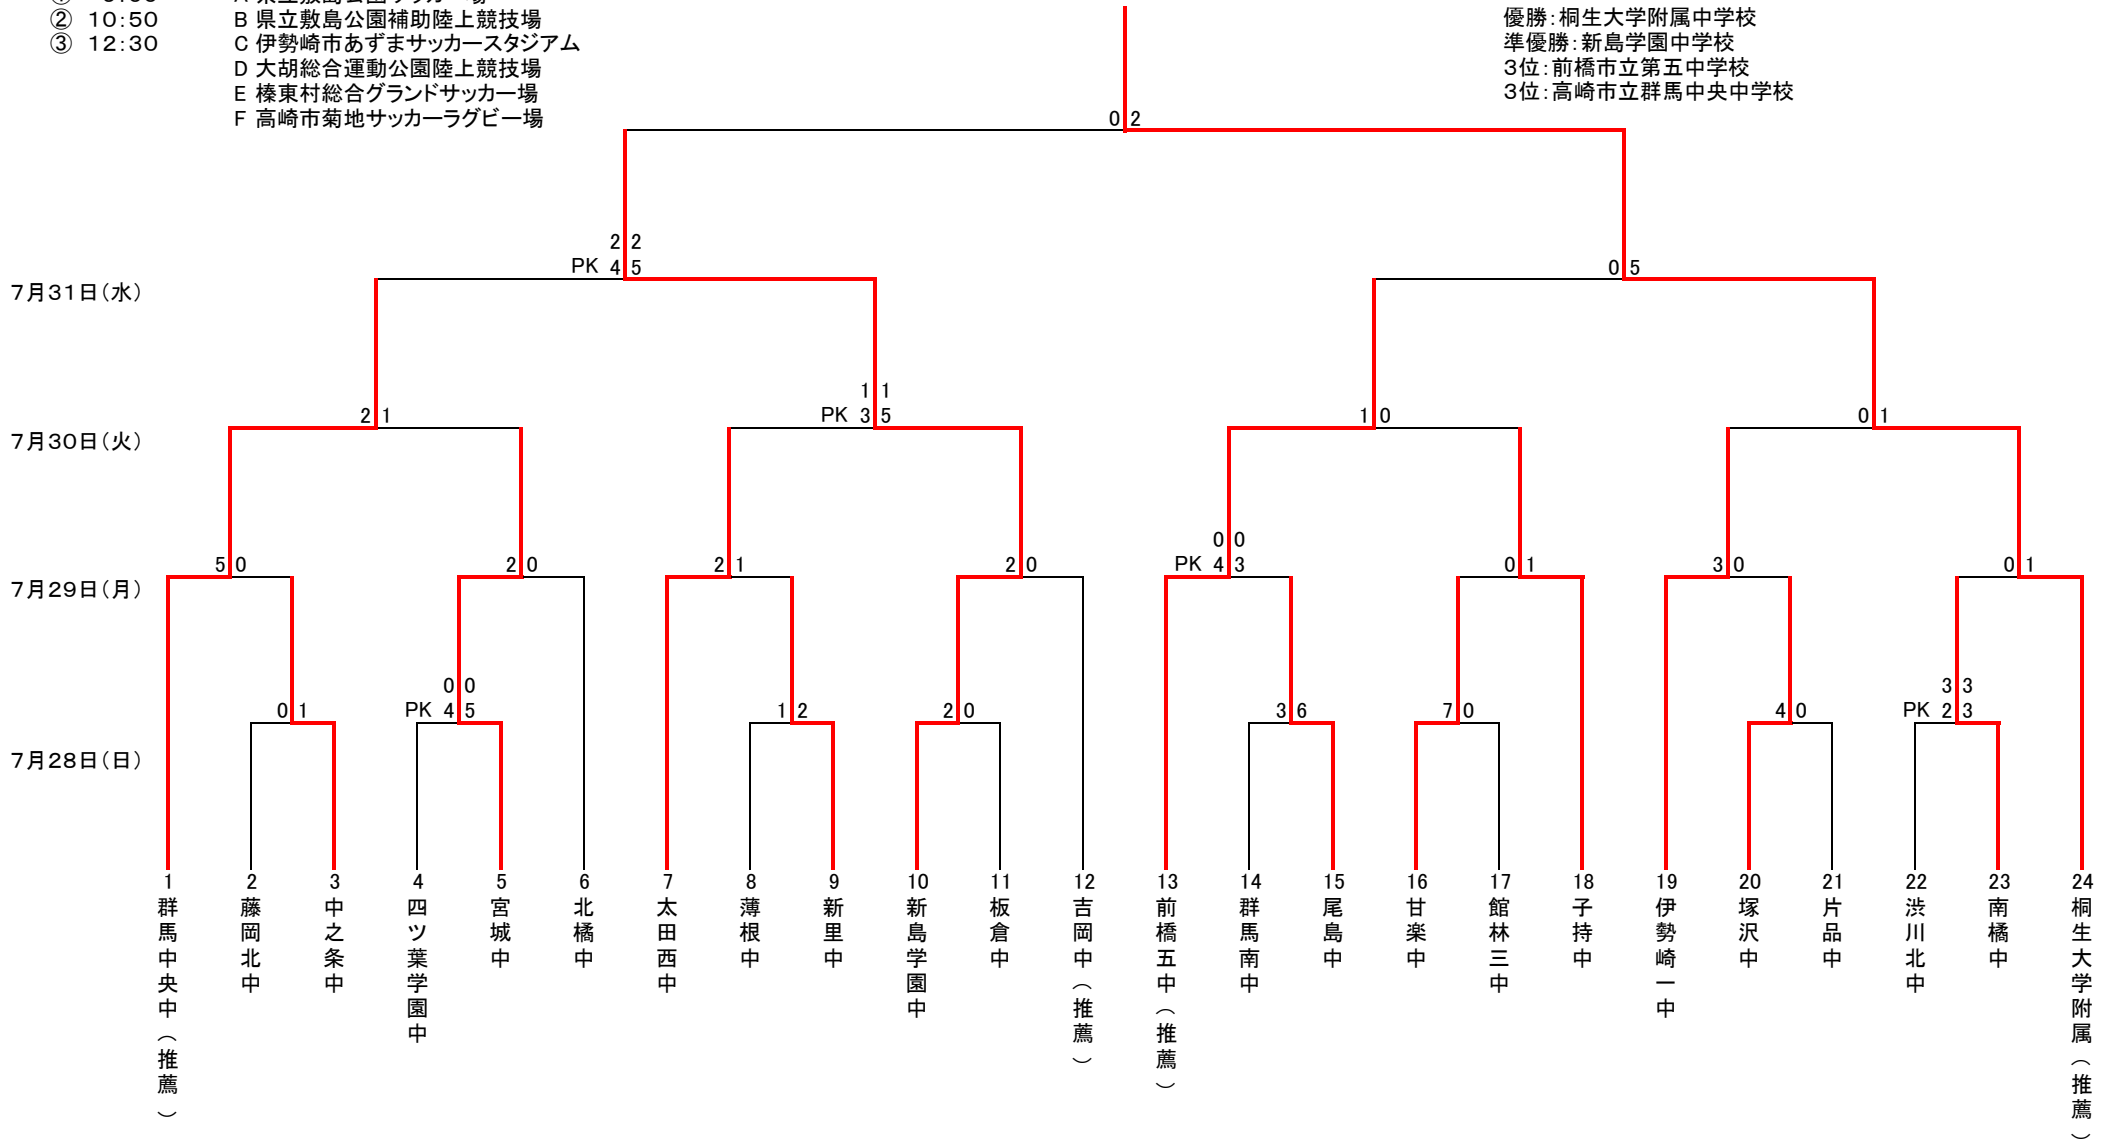 ② 10:50
③ 12:30
B 県立敷島公園補助陸上競技場
C 伊勢崎市あずまサッカースタジアム
D 大胡総合運動公園陸上競技場
E 榛東村総合グランドサッカー場
F 高崎市菊地サッカーラグビー場
優勝:桐生大学附属中学校
準優勝:新島学園中学校
3位:前橋市立第五中学校
3位:高崎市立群馬中央中学校
0 2
2 2
PK 4 5
0 5
7月31日(水)
1 1
2 1
PK 3 5
1 0
0 1
7月30日(火)
0 0
5 0
2 0
2 1
2 0
PK 4 3
0 1
3 0
0 1
7月29日(月)
0 0
3 3
0 1
PK 4 5
1 2
2 0
3 6
7 0
4 0
PK 2 3
7月28日(日)
1 群馬中央中(推薦)
2 藤岡北中
3 中之条中
4 四ツ葉学園中
5 宮城中
6 北橘中
7 太田西中
8 薄根中
9 新里中
10 新島学園中
11 板倉中
12 吉岡中(推薦)
13 前橋五中(推薦)
14 群馬南中
15 尾島中
16 甘楽中
17 館林三中
18 子持中
19 伊勢崎一中
20 塚沢中
21 片品中
22 渋川北中
23 南橘中
24 桐生大学附属(推薦)